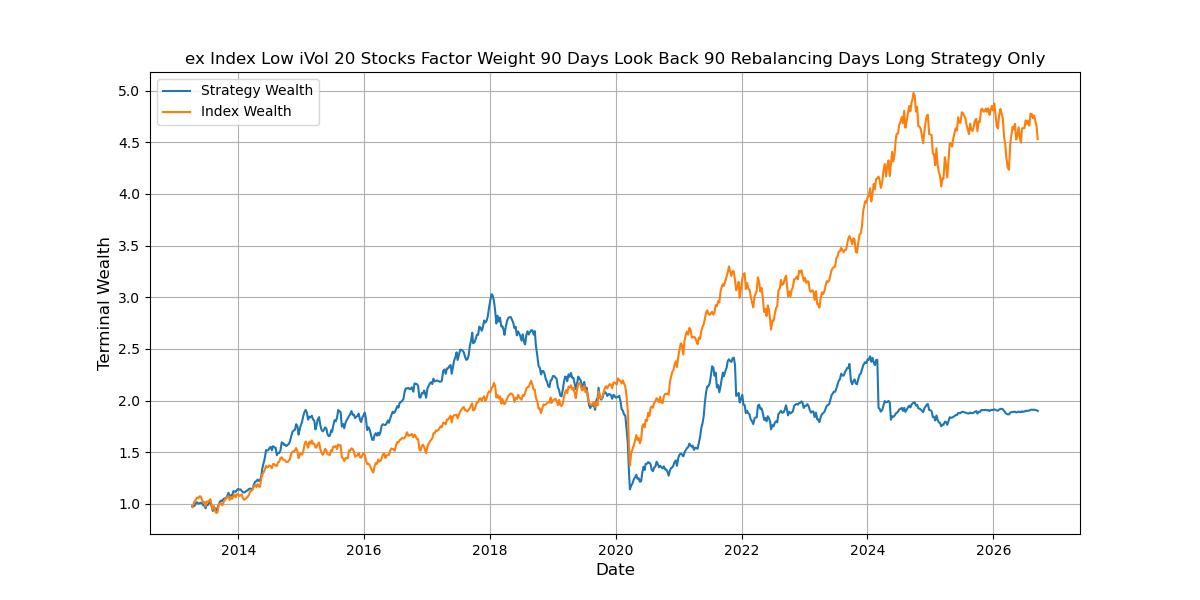 ex Index Low iVol 20 Stocks Factor Weight 90 Days Look Back 90 Rebalancing Days Long Strategy Only
Strategy Wealth
Index Wealth
Terminal Wealth
5.0
4.5
4.0
3.5
3.0
2.5
2.0
1.5
1.0
2014 2016 2018 2020 2022 2024 2026
Date